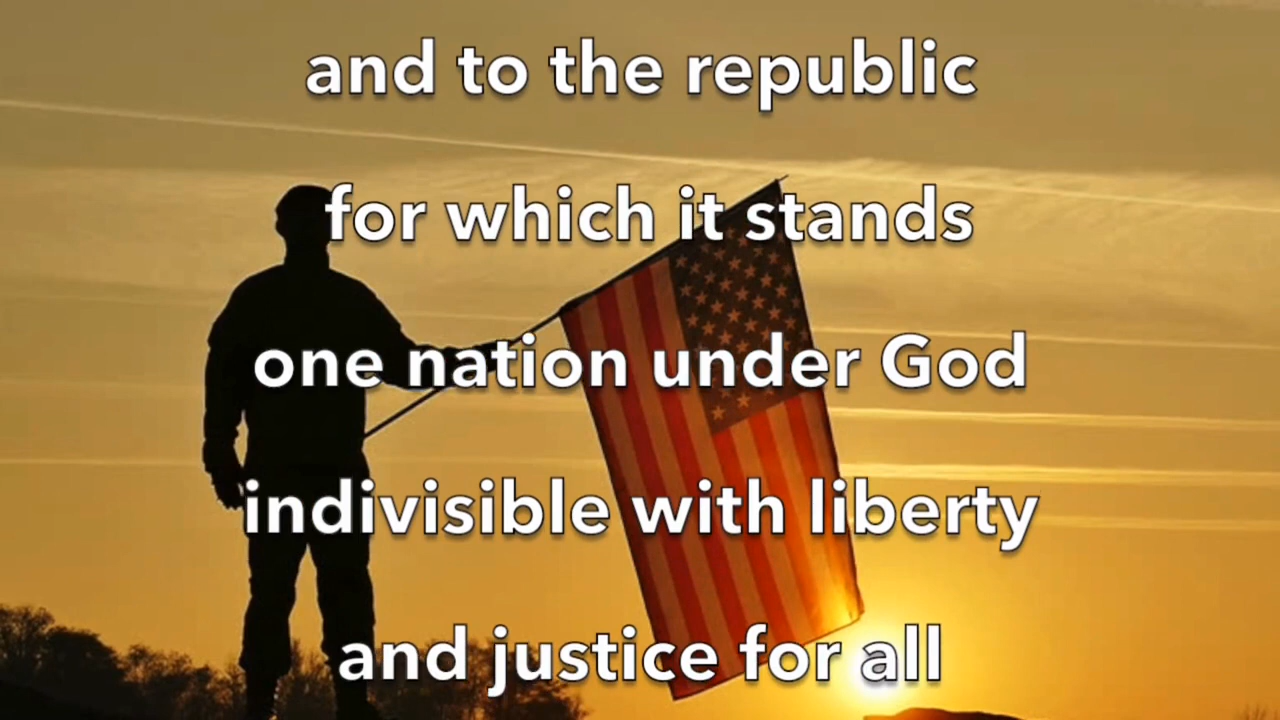 and to the republic
for which it stands
one nation under God
indivisible with liberty
and justice for all